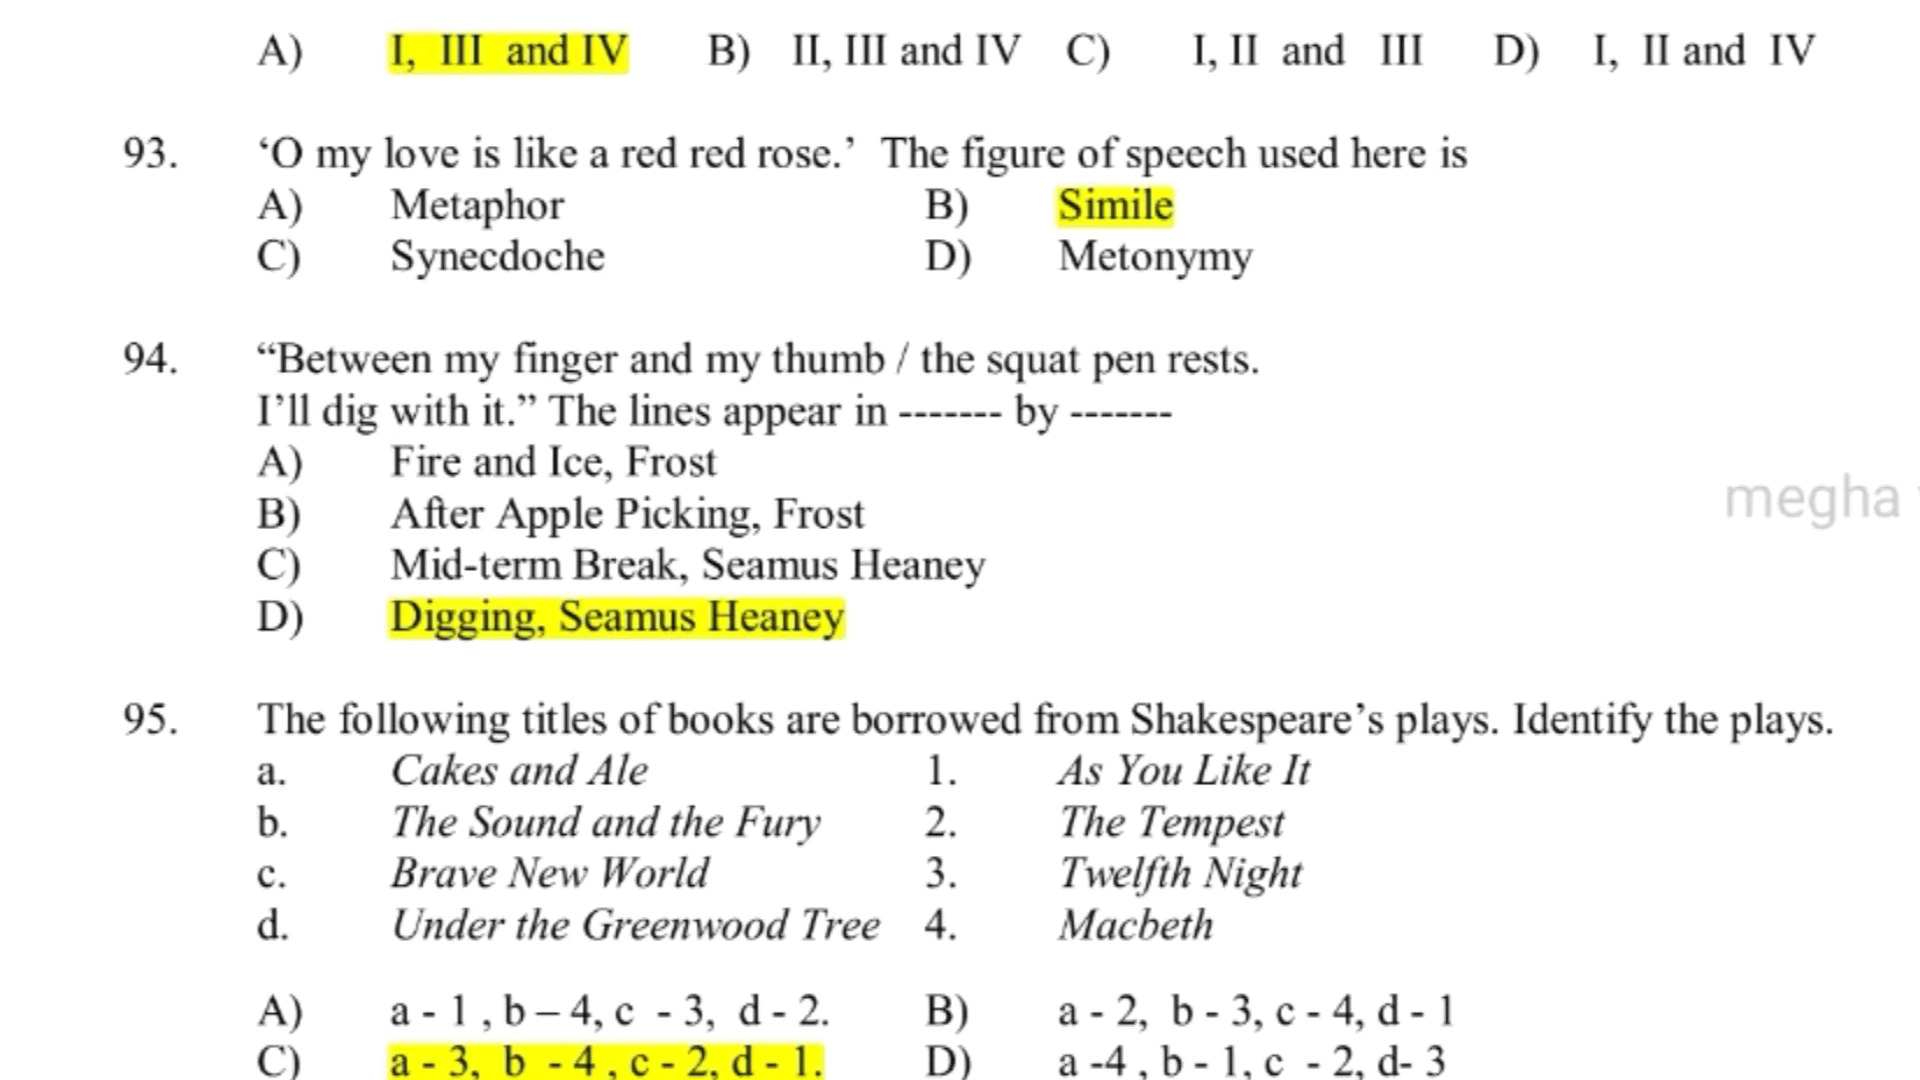 A) I, III and IV B) II, III and IV C) I, II and III D) I, II and IV
93. ‘O my love is like a red red rose.’ The figure of speech used here is
A) Metaphor B) Simile
C) Synecdoche D) Metonymy
94. “Between my finger and my thumb / the squat pen rests.
I’ll dig with it.” The lines appear in ------- by -------
A) Fire and Ice, Frost
B) After Apple Picking, Frost
megha
C) Mid-term Break, Seamus Heaney
D) Digging, Seamus Heaney
95. The following titles of books are borrowed from Shakespeare’s plays. Identify the plays.
a. Cakes and Ale 1. As You Like It
b. The Sound and the Fury 2. The Tempest
c. Brave New World 3. Twelfth Night
d. Under the Greenwood Tree 4. Macbeth
A) a - 1 , b – 4, c - 3, d - 2. B) a - 2, b - 3, c - 4, d - 1
C) a - 3, b - 4 , c - 2, d - 1. D) a -4 , b - 1, c - 2, d- 3